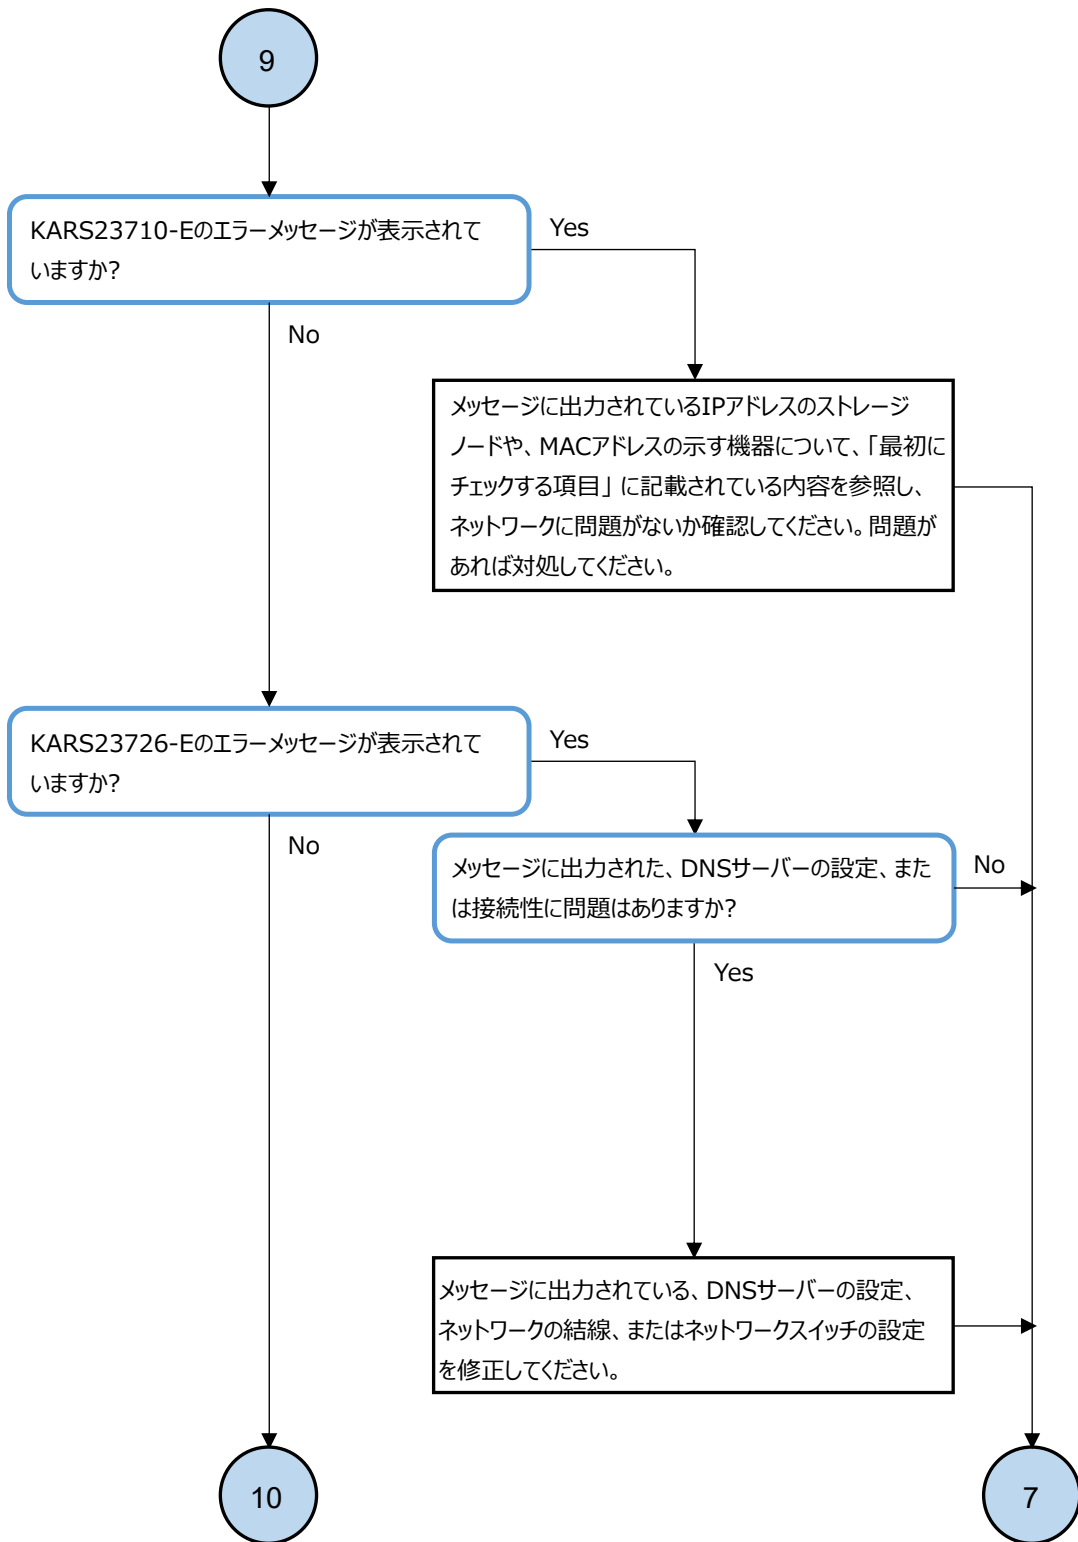 9
KARS23710-Eのエラーメッセージが表示されて
いますか?
Yes
No
メッセージに出力されているIPアドレスのストレージ
ノードや、MACアドレスの示す機器について、「最初に
チェックする項目」に記載されている内容を参照し、
ネットワークに問題がないか確認してください。問題が
あれば対処してください。
KARS23726-Eのエラーメッセージが表示されて
いますか?
Yes
No
メッセージに出力された、DNSサーバーの設定、また
は接続性に問題はありますか?
No
Yes
メッセージに出力されている、DNSサーバーの設定、
ネットワークの結線、またはネットワークスイッチの設定
を修正してください。
10
7